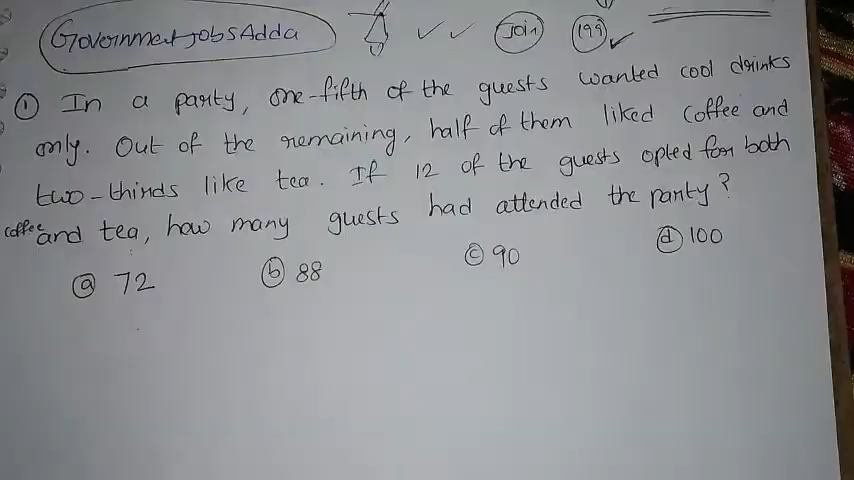 GovernmentJobsAdda Join 199
① In a party, one-fifth of the guests wanted cool drinks
only. Out of the remaining, half of them liked coffee and
two-thirds like tea. If 12 of the guests opted for both
coffee and tea, how many guests had attended the party?
ⓐ 72 ⓑ 88 ⓒ 90 ⓓ 100